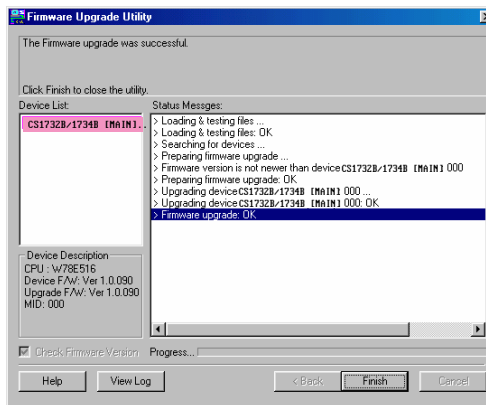 Firmware Upgrade Utility
The Firmware upgrade was successful.
Click Finish to close the utility.
Device List:
CS1732B/1734B [MAIN]..
Status Messges:
> Loading & testing files ...
> Loading & testing files: OK
> Searching for devices ...
> Preparing firmware upgrade ...
> Firmware version is not newer than device CS1732B/1734B [MAIN] 000
> Preparing firmware upgrade: OK
> Upgrading device CS1732B/1734B [MAIN] 000 ...
> Upgrading device CS1732B/1734B [MAIN] 000: OK
> Firmware upgrade: OK
Device Description
CPU : W78E516
Device F/W: Ver 1.0.090
Upgrade F/W: Ver 1.0.090
MID: 000
Check Firmware Version
Progress...
Help
View Log
< Back
Finish
Cancel